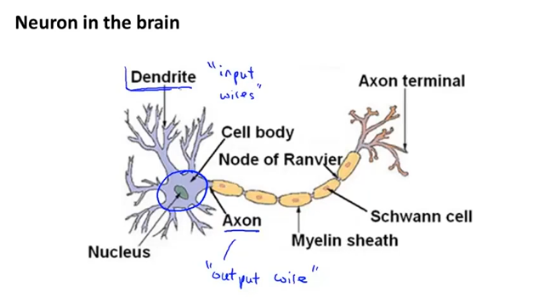 Neuron in the brain
Dendrite
"input
wires"
Axon terminal
Cell body
Node of Ranvier
Axon
Schwann cell
Myelin sheath
Nucleus
"output wire"